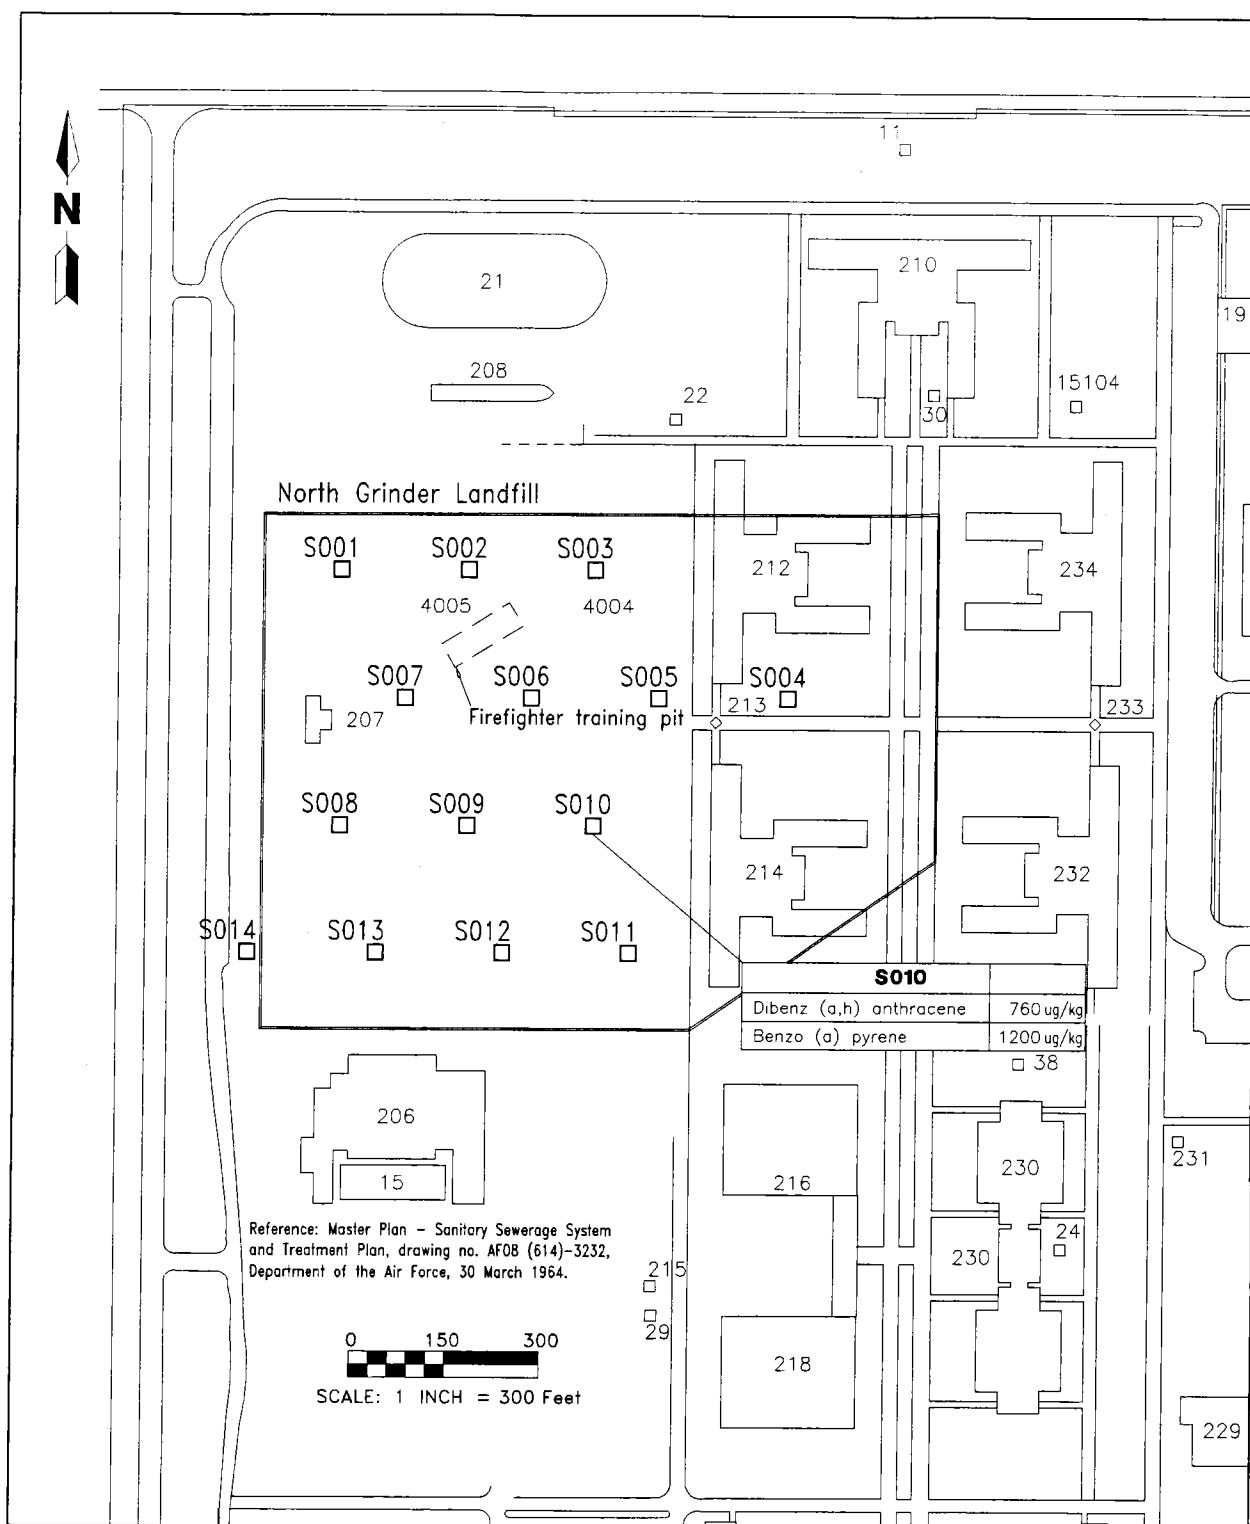 11
N
21
210
19
208
22
30
15104
North Grinder Landfill
S001
S002
S003
212
234
4005
4004
S007
S006
S005
S004
207
Firefighter training pit
213
233
S008
S009
S010
214
232
S014
S013
S012
S011
S010
Dibenz (a,h) anthracene 760 ug/kg
Benzo (a) pyrene 1200 ug/kg
38
206
15
216
230
231
Reference: Master Plan – Sanitary Sewerage System
and Treatment Plan, drawing no. AFOB (614)-3232,
Department of the Air Force, 30 March 1964.
24
230
215
29
0 150 300
SCALE: 1 INCH = 300 Feet
218
229